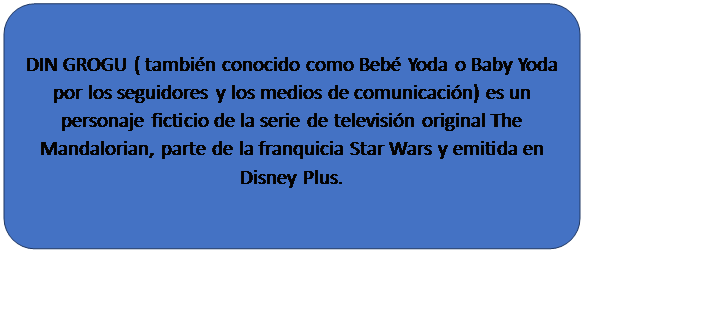 DIN GROGU ( también conocido como Bebé Yoda o Baby Yoda
por los seguidores y los medios de comunicación) es un
personaje ficticio de la serie de televisión original The
Mandalorian, parte de la franquicia Star Wars y emitida en
Disney Plus.